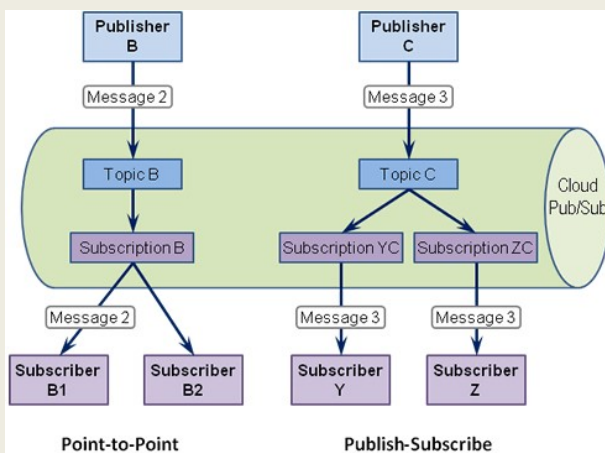 Publisher
B
Publisher
C
Message 2
Message 3
Topic B
Topic C
Cloud
Pub/Sub
Subscription B
Subscription YC
Subscription ZC
Message 2
Message 3
Message 3
Subscriber
B1
Subscriber
B2
Subscriber
Y
Subscriber
Z
Point-to-Point
Publish-Subscribe